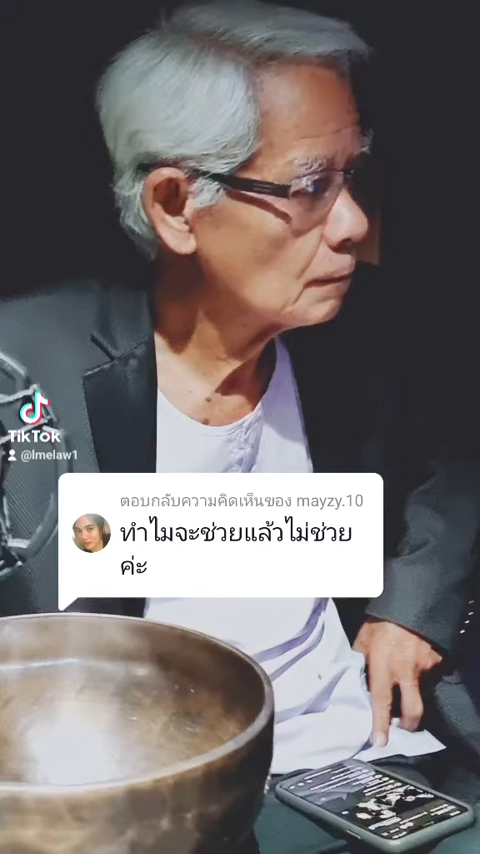 TikTok
@lmelaw1
ตอบกลับความคิดเห็นของ mayzy.10
ทำไมจะช่วยแล้วไม่ช่วย
ค่ะ